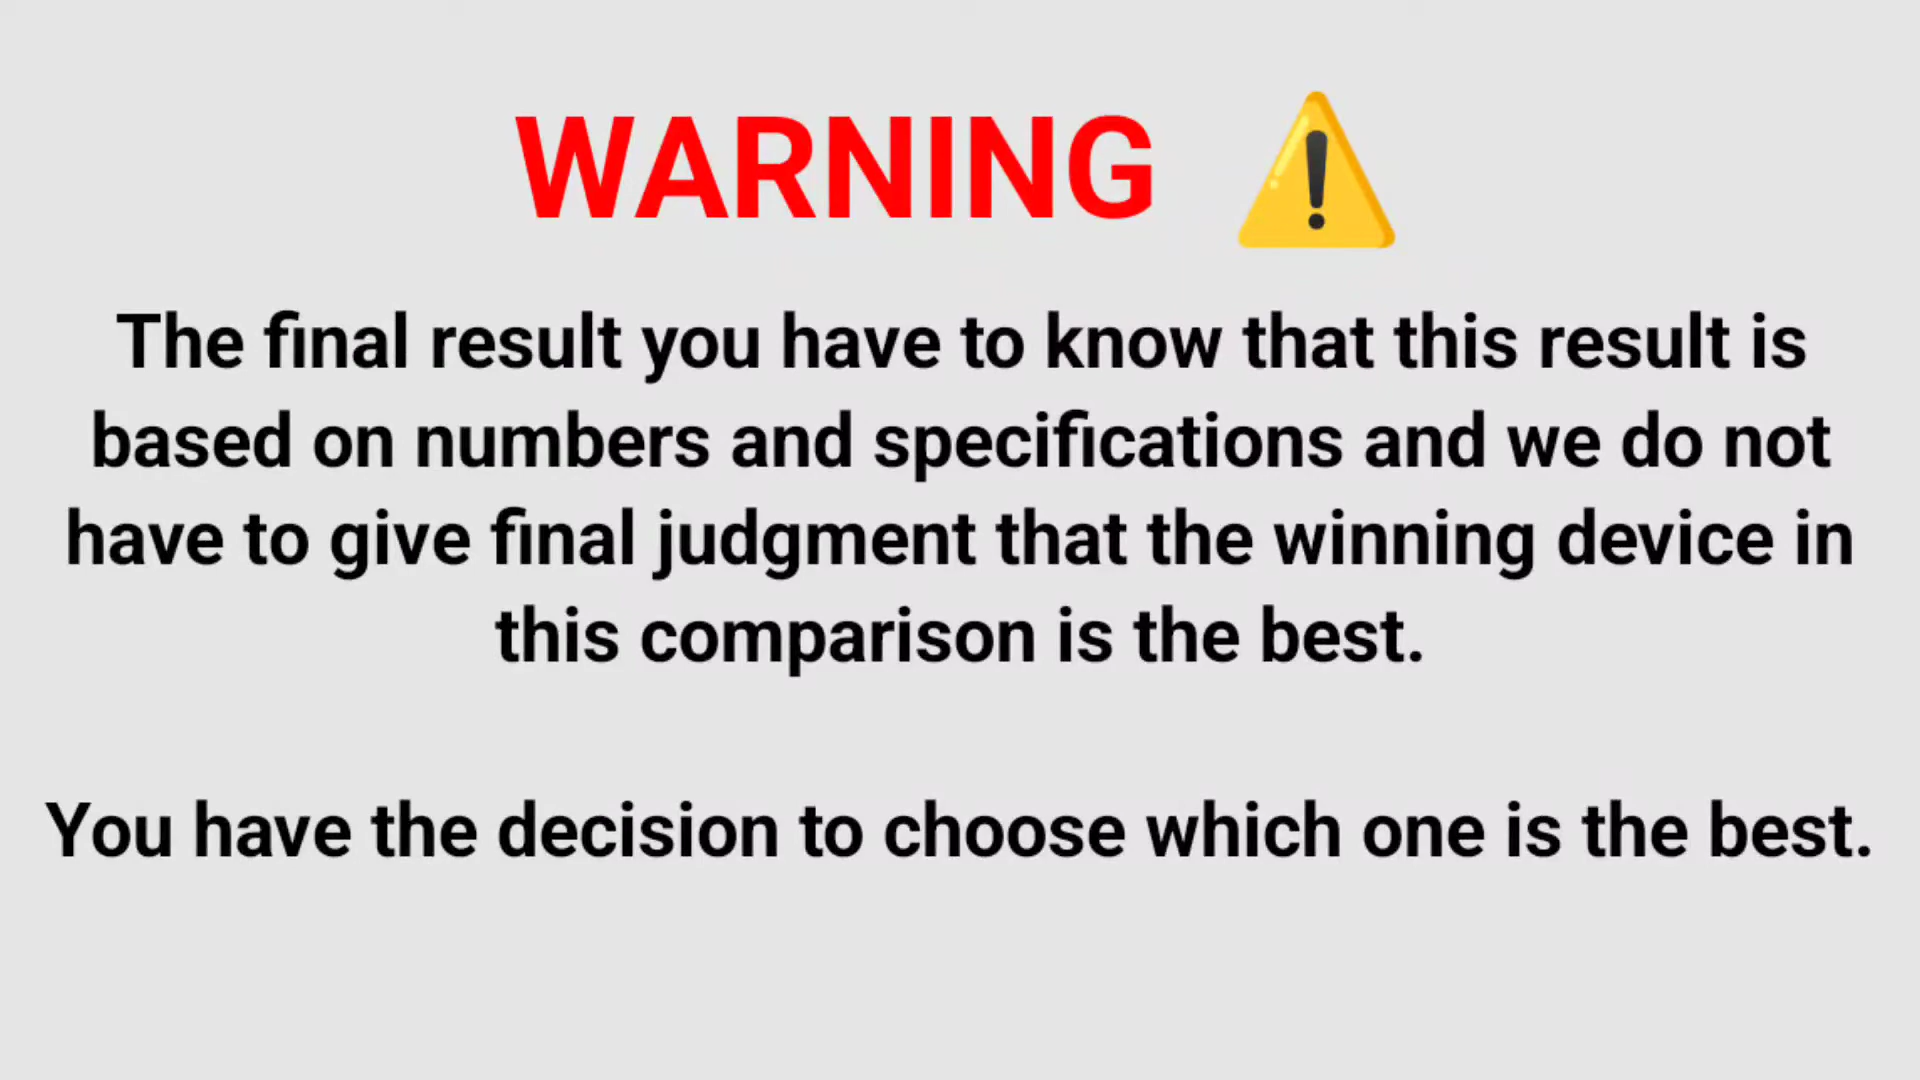 WARNING ⚠️
The final result you have to know that this result is
based on numbers and specifications and we do not
have to give final judgment that the winning device in
this comparison is the best.
You have the decision to choose which one is the best.